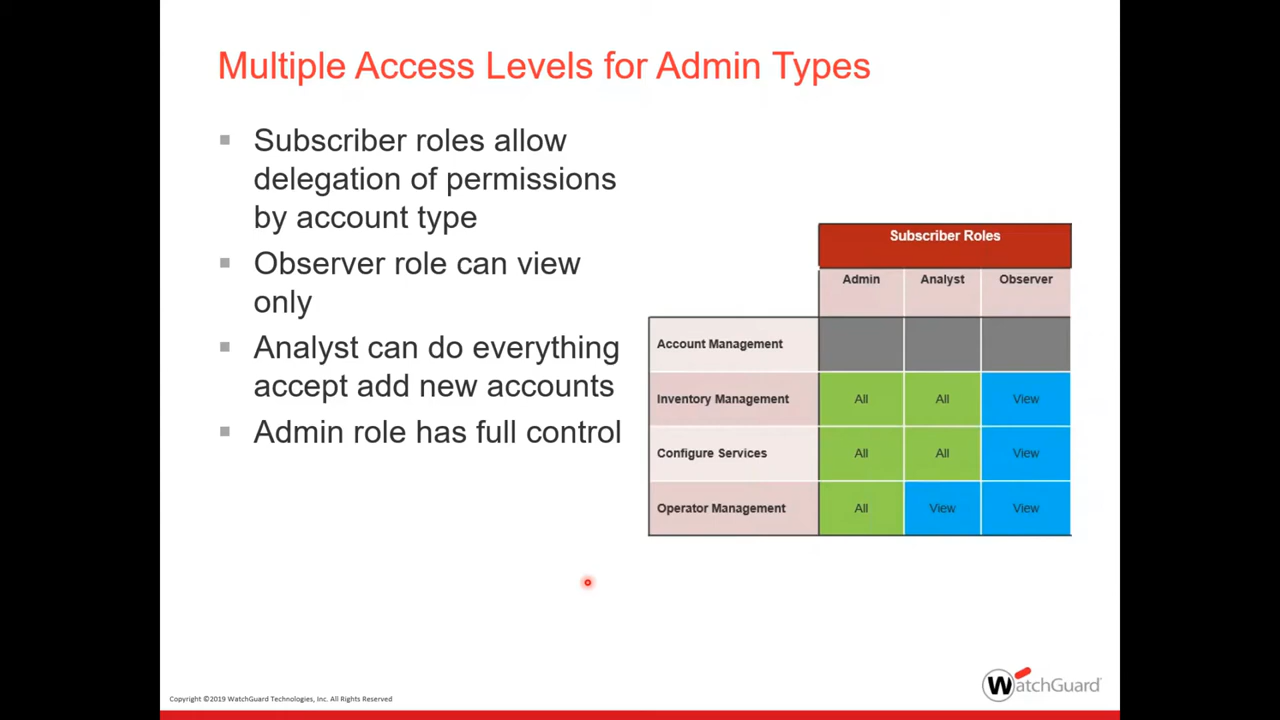 Multiple Access Levels for Admin Types
Subscriber roles allow
delegation of permissions
by account type
Observer role can view
only
Analyst can do everything
accept add new accounts
Admin role has full control
Subscriber Roles
Admin Analyst Observer
Account Management
Inventory Management All All View
Configure Services All All View
Operator Management All View View
Copyright ©2019 WatchGuard Technologies, Inc. All Rights Reserved
WatchGuard